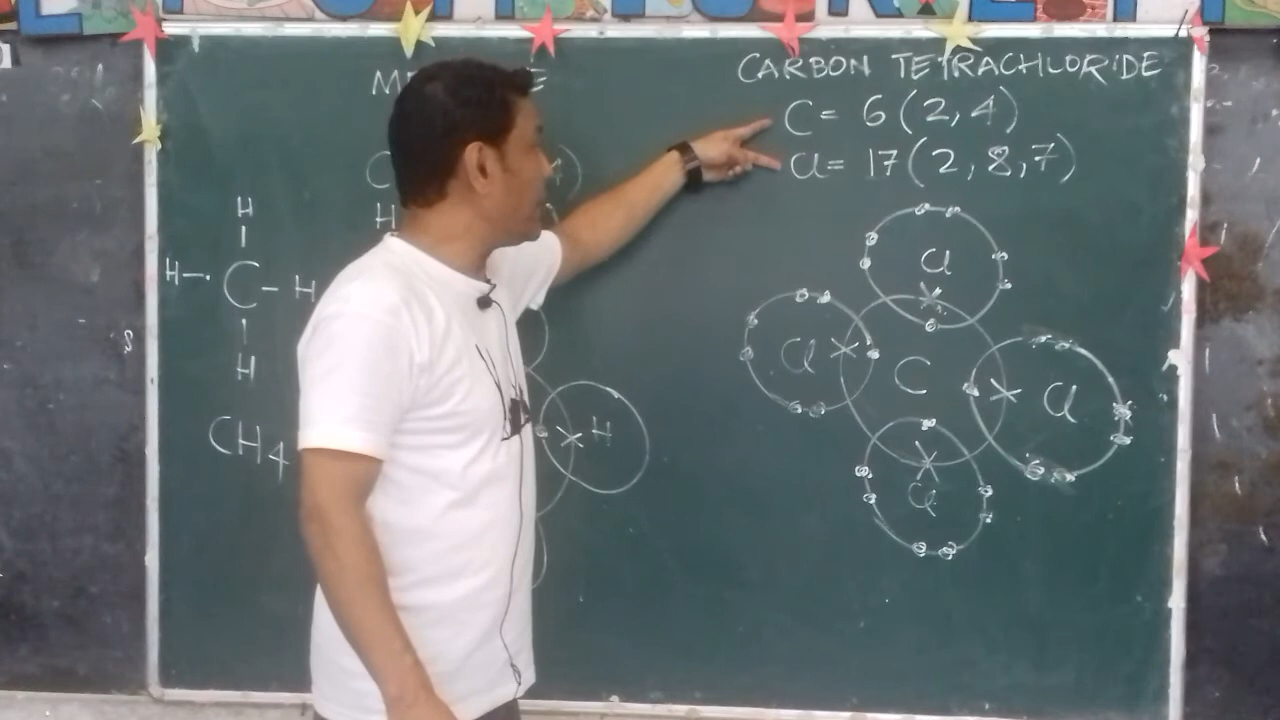 CARBON TETRACHLORIDE
C = 6 (2,4)
Cl = 17 (2,8,7)
H
H - C - H
H
CH4
H
Cl
Cl C Cl
Cl